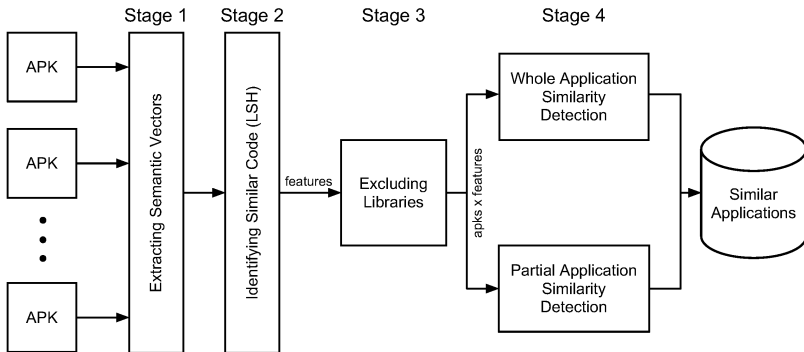 Stage 1
Stage 2
Stage 3
Stage 4
APK
APK
APK
Extracting Semantic Vectors
Identifying Similar Code (LSH)
features
Excluding
Libraries
apks x features
Whole Application
Similarity
Detection
Partial Application
Similarity
Detection
Similar
Applications